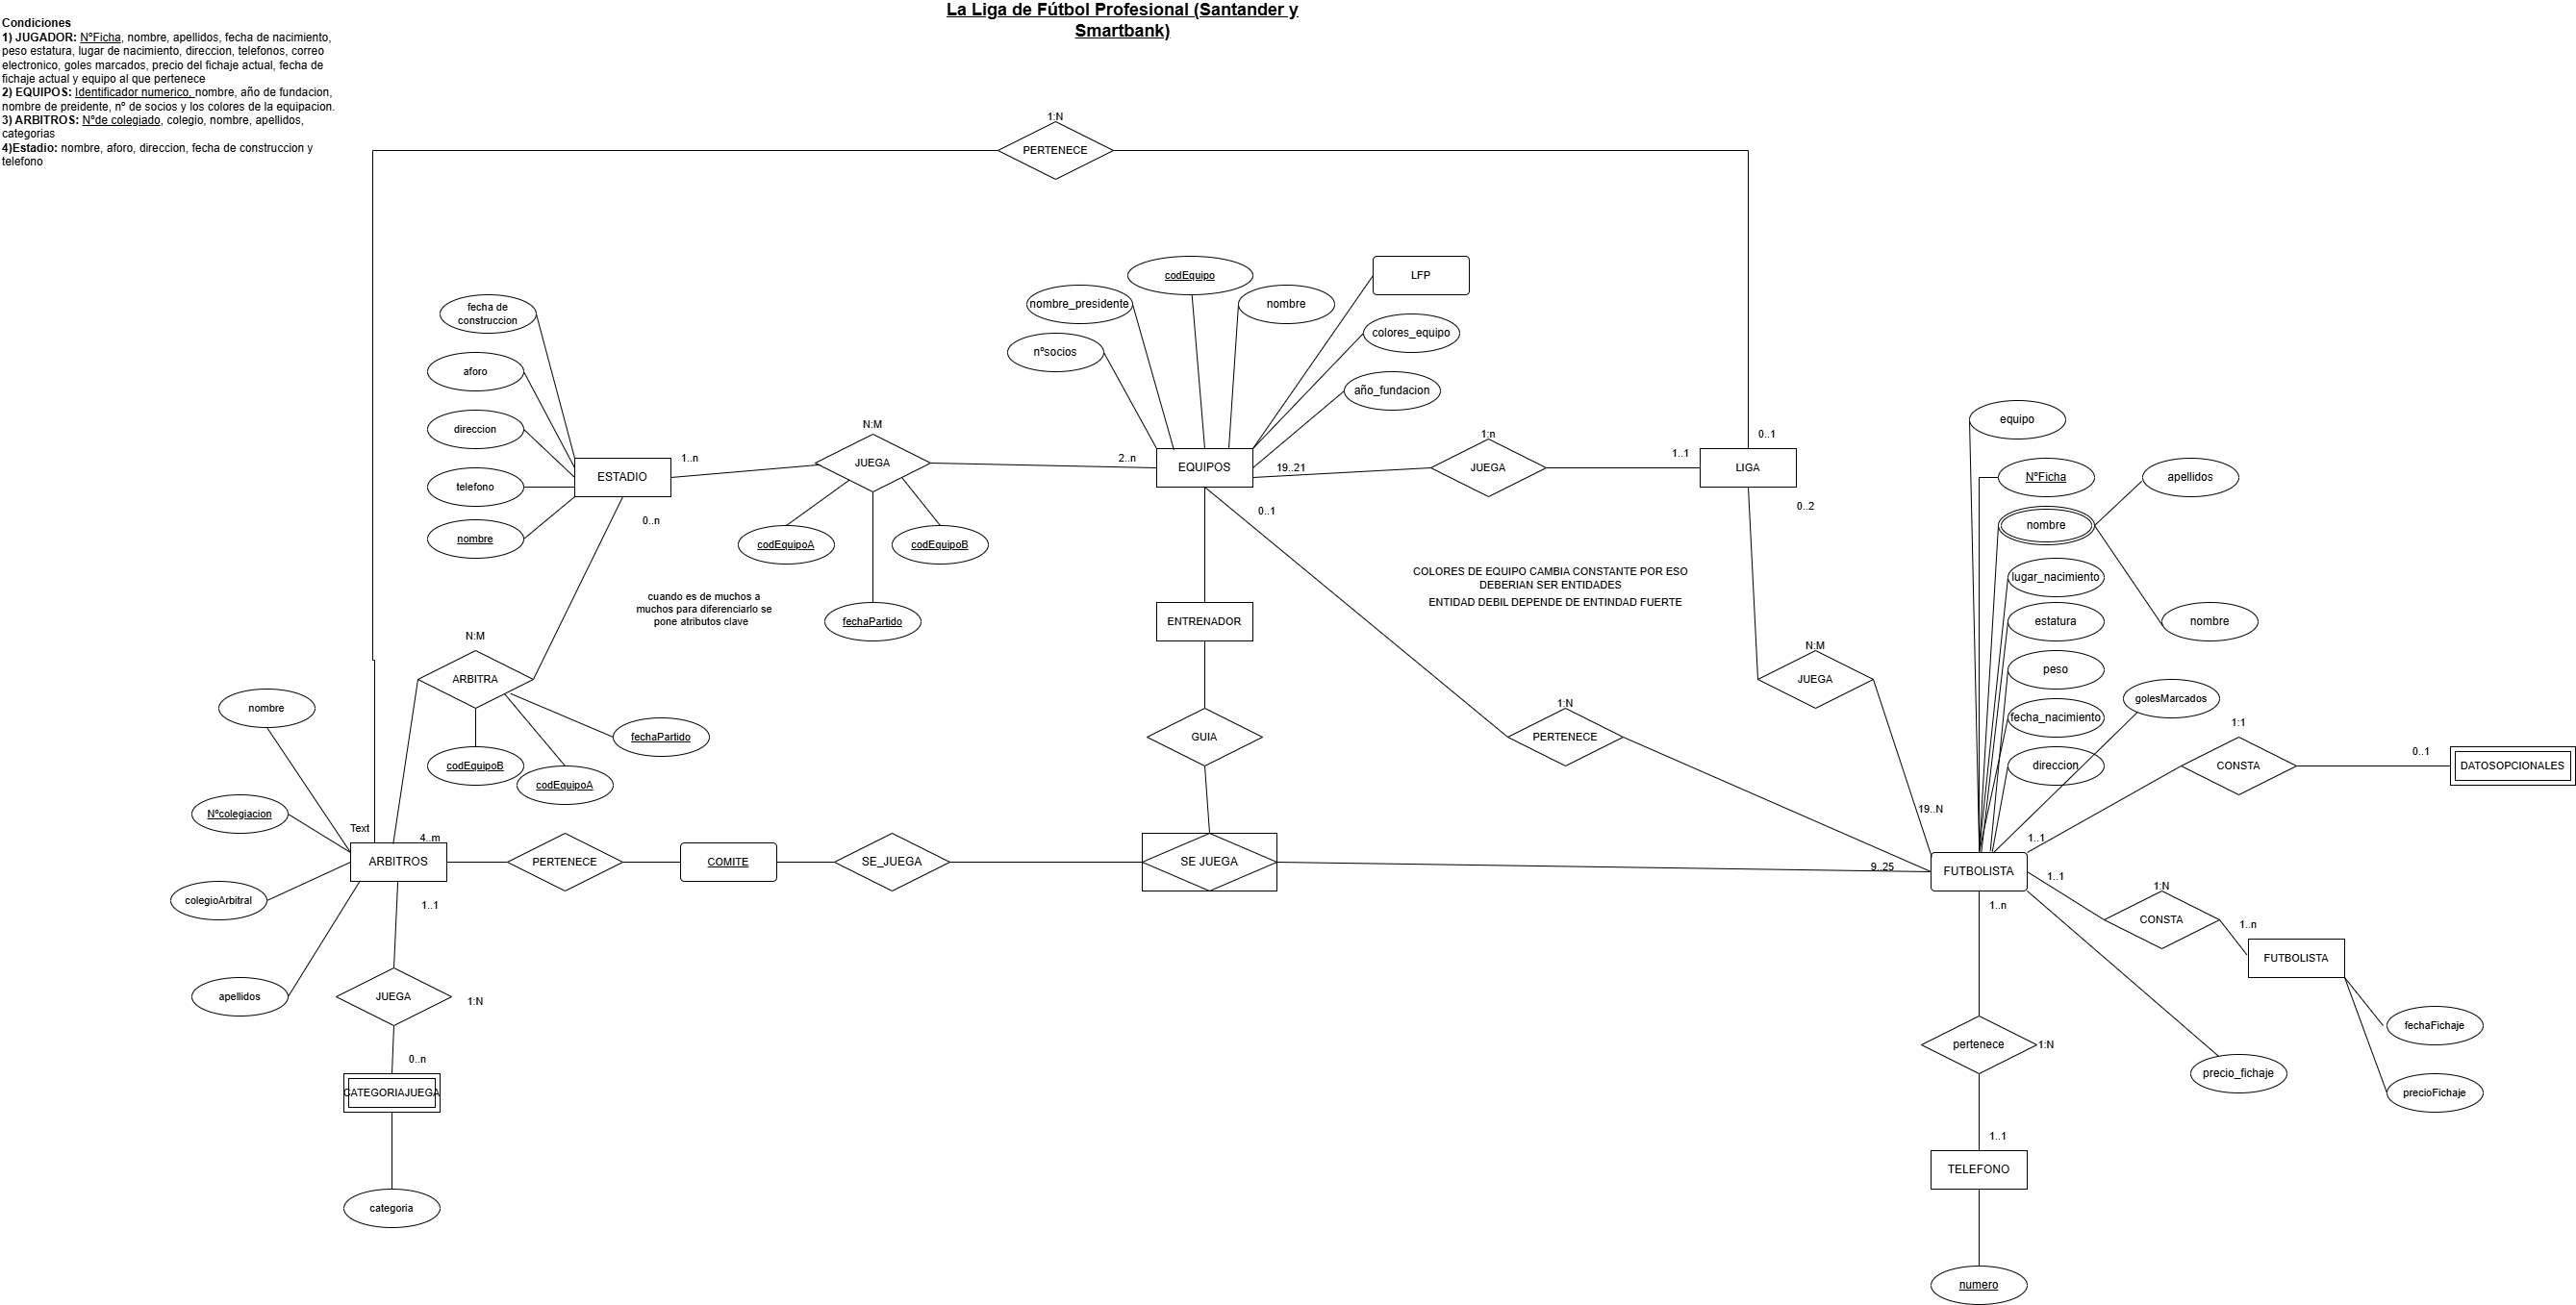 La Liga de Fútbol Profesional (Santander y
Smartbank)
Condiciones
1) JUGADOR: NºFicha, nombre, apellidos, fecha de nacimiento,
peso estatura, lugar de nacimiento, direccion, telefonos, correo
electronico, goles marcados, precio del fichaje actual, fecha de
fichaje actual y equipo al que pertenece
2) EQUIPOS: Identificador numerico, nombre, año de fundacion,
nombre de preidente, nº de socios y los colores de la equipacion.
3) ARBITROS: Nºde colegiado, colegio, nombre, apellidos,
categorias
4)Estadio: nombre, aforo, direccion, fecha de construccion y
telefono
1:N
PERTENECE
codEquipo
LFP
nombre_presidente
nombre
fecha de
construccion
colores_equipo
nºsocios
aforo
año_fundacion
equipo
direccion
N:M
1:n
0..1
1..n
JUEGA
2..n
EQUIPOS
19..21
JUEGA
1..1
LIGA
ESTADIO
NºFicha
apellidos
telefono
0..n
0..1
0..2
nombre
nombre
codEquipoA
codEquipoB
COLORES DE EQUIPO CAMBIA CONSTANTE POR ESO
DEBERIAN SER ENTIDADES
ENTIDAD DEBIL DEPENDE DE ENTINDAD FUERTE
lugar_nacimiento
cuando es de muchos a
muchos para diferenciarlo se
pone atributos clave
fechaPartido
ENTRENADOR
estatura
nombre
N:M
N:M
ARBITRA
JUEGA
peso
nombre
1:N
golesMarcados
fechaPartido
GUIA
PERTENECE
fecha_nacimiento
1:1
codEquipoB
codEquipoA
direccion
CONSTA
0..1
DATOSOPCIONALES
Nºcolegiacion
Text
4..m
19..N
1..1
ARBITROS
PERTENECE
COMITE
SE_JUEGA
SE JUEGA
9..25
FUTBOLISTA
1..1
1:N
colegioArbitral
1..1
1..n
CONSTA
1..n
FUTBOLISTA
apellidos
JUEGA
1:N
fechaFichaje
pertenece
1:N
0..n
precio_fichaje
CATEGORIAJUEGA
precioFichaje
1..1
TELEFONO
categoria
numero